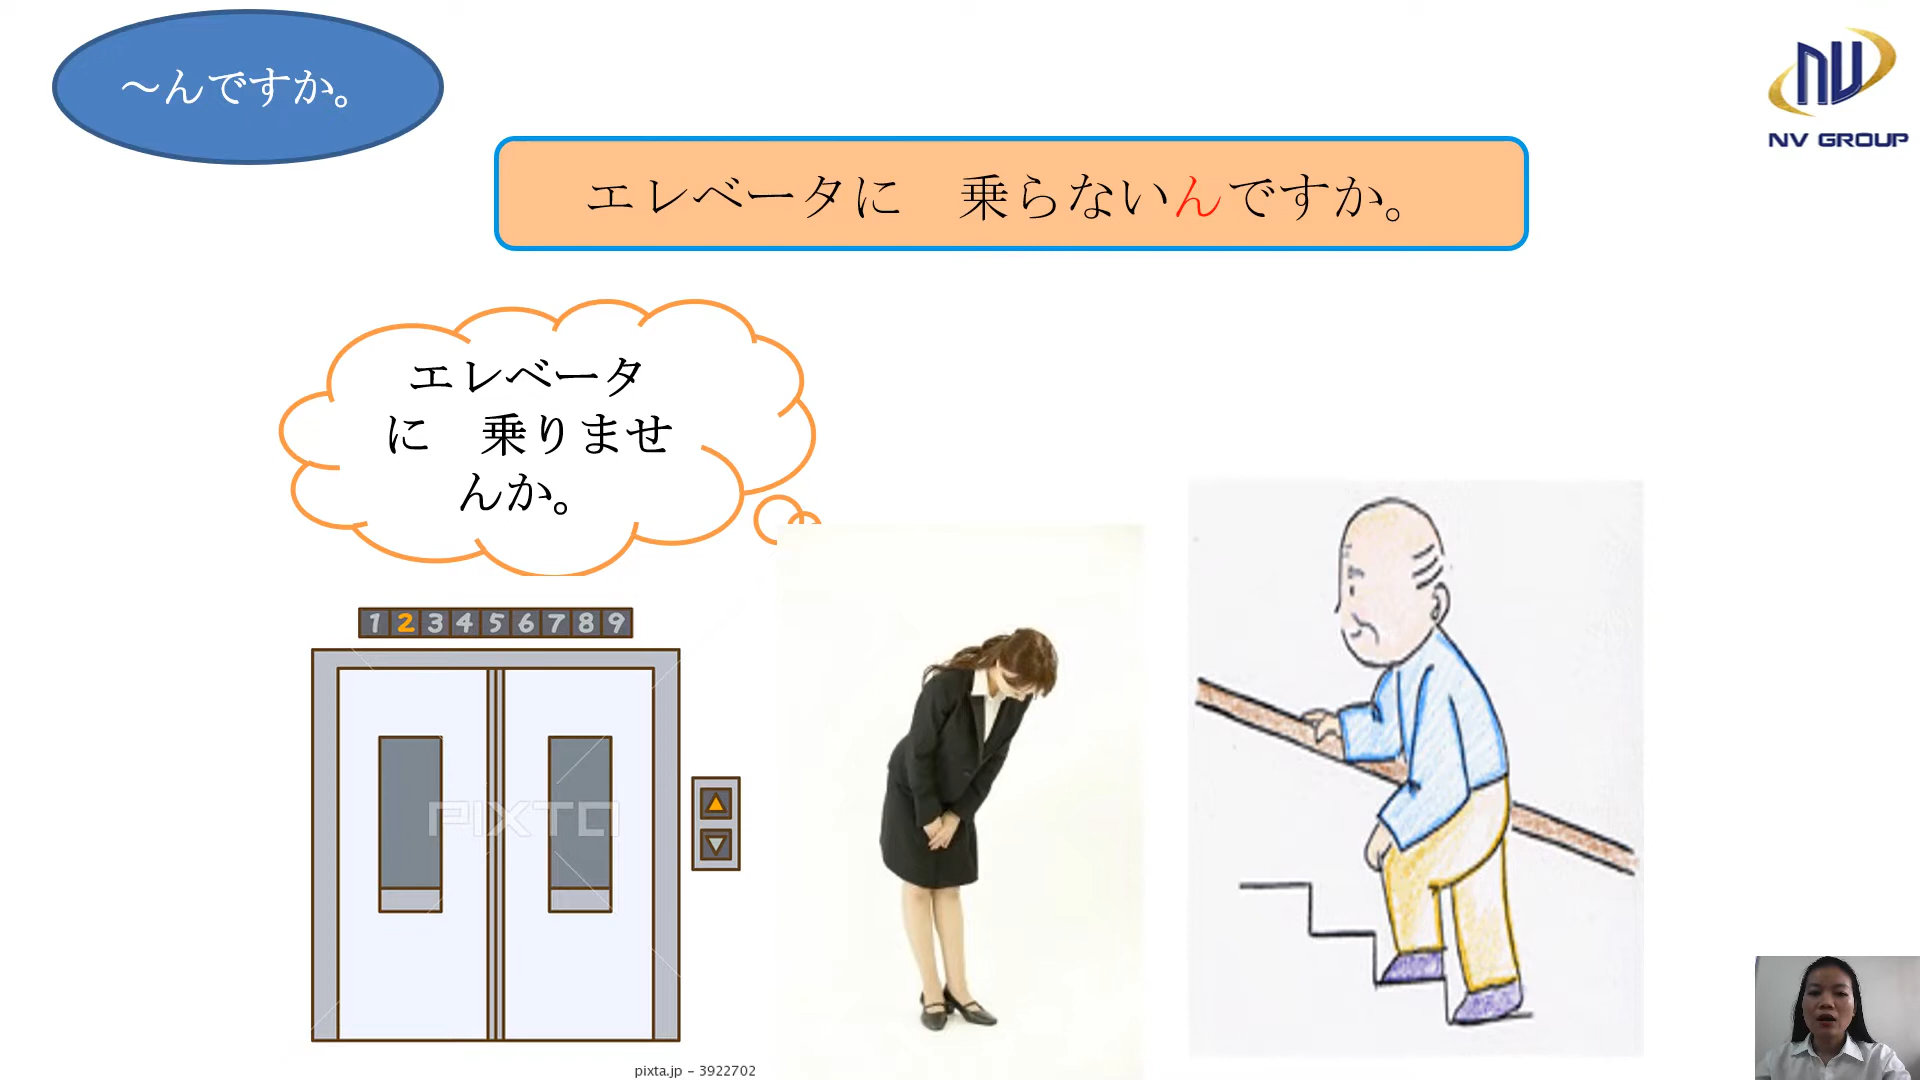 ～んですか。
NV GROUP
エレベータに　乗らないんですか。
エレベータ
に　乗りませ
んか。
1 2 3 4 5 6 7 8 9
PIXTA
pixta.jp - 3922702